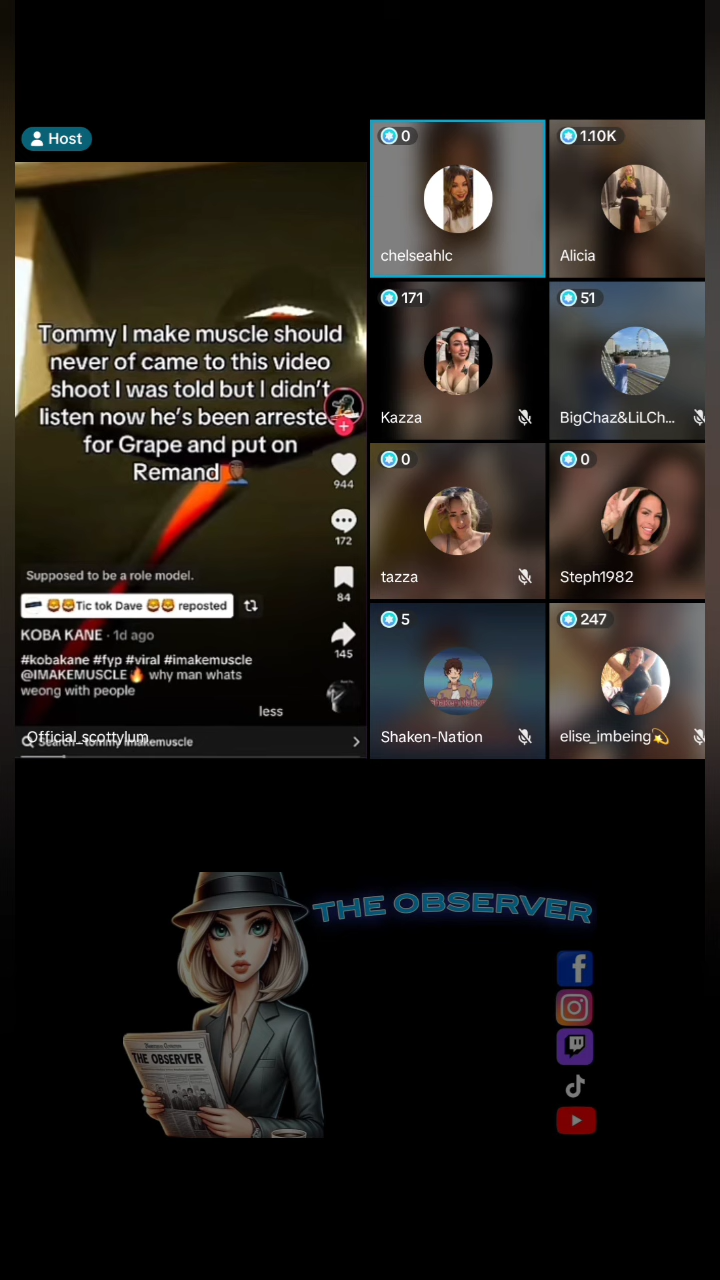 Host
Tommy I make muscle should
never of came to this video
shoot I was told but I didn't
listen now he's been arreste
for Grape and put on
Remand 🤦🏾‍♂️
944
172
84
145
Supposed to be a role model.
Tic tok Dave reposted
KOBA KANE · 1d ago
#kobakane #fyp #viral #imakemuscle
@IMAKEMUSCLE🔥 why man whats
weong with people
less
Official_scottylum
Search · tommy imakemuscle
0
chelseahlc
1.10K
Alicia
171
Kazza
51
BigChaz&LiLCh...
0
tazza
0
Steph1982
5
Shaken-Nation
247
elise_imbeing💫
THE OBSERVER
THE OBSERVER